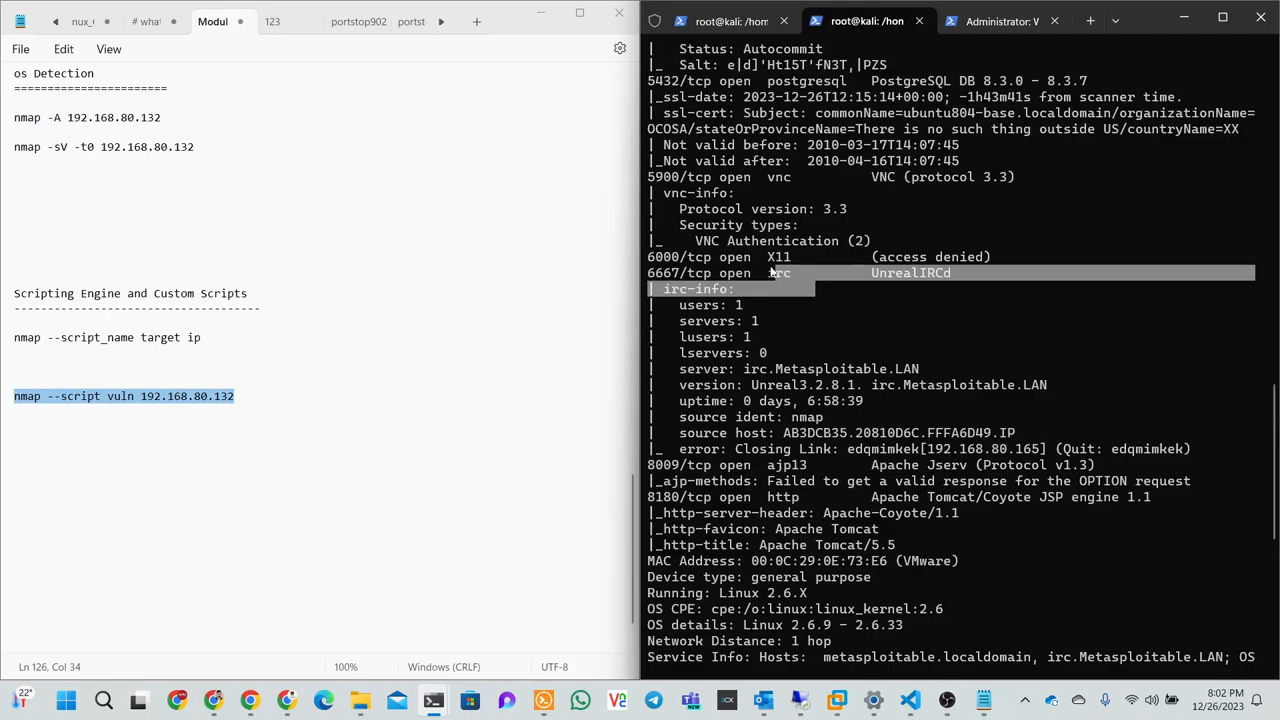 nux_
# what
Modul
123
portstop902
portst
File
Edit
View
os Detection
=======================
nmap -A 192.168.80.132
nmap -sV -t0 192.168.80.132
Scripting Engine and Custom Scripts
-----------------------------------
nmap --script_name target ip
nmap --script vuln 192.168.80.132
Ln 126, Col 34
100%
Windows (CRLF)
UTF-8
root@kali: /hom
root@kali: /hon
Administrator: W
|   Status: Autocommit
|_  Salt: e|d]'Ht15T'fN3T,|PZS
5432/tcp open  postgresql   PostgreSQL DB 8.3.0 - 8.3.7
|_ssl-date: 2023-12-26T12:15:14+00:00; -1h43m41s from scanner time.
| ssl-cert: Subject: commonName=ubuntu804-base.localdomain/organizationName=
OCOSA/stateOrProvinceName=There is no such thing outside US/countryName=XX
| Not valid before: 2010-03-17T14:07:45
|_Not valid after:  2010-04-16T14:07:45
5900/tcp open  vnc          VNC (protocol 3.3)
| vnc-info:
|   Protocol version: 3.3
|   Security types:
|_    VNC Authentication (2)
6000/tcp open  X11          (access denied)
6667/tcp open  irc          UnrealIRCd
| irc-info:
|   users: 1
|   servers: 1
|   lusers: 1
|   lservers: 0
|   server: irc.Metasploitable.LAN
|   version: Unreal3.2.8.1. irc.Metasploitable.LAN
|   uptime: 0 days, 6:58:39
|   source ident: nmap
|   source host: AB3DCB35.20810D6C.FFFA6D49.IP
|_  error: Closing Link: edqmimkek[192.168.80.165] (Quit: edqmimkek)
8009/tcp open  ajp13        Apache Jserv (Protocol v1.3)
|_ajp-methods: Failed to get a valid response for the OPTION request
8180/tcp open  http         Apache Tomcat/Coyote JSP engine 1.1
|_http-server-header: Apache-Coyote/1.1
|_http-favicon: Apache Tomcat
|_http-title: Apache Tomcat/5.5
MAC Address: 00:0C:29:0E:73:E6 (VMware)
Device type: general purpose
Running: Linux 2.6.X
OS CPE: cpe:/o:linux:linux_kernel:2.6
OS details: Linux 2.6.9 - 2.6.33
Network Distance: 1 hop
Service Info: Hosts:  metasploitable.localdomain, irc.Metasploitable.LAN; OS
22°
8:02 PM
12/26/2023